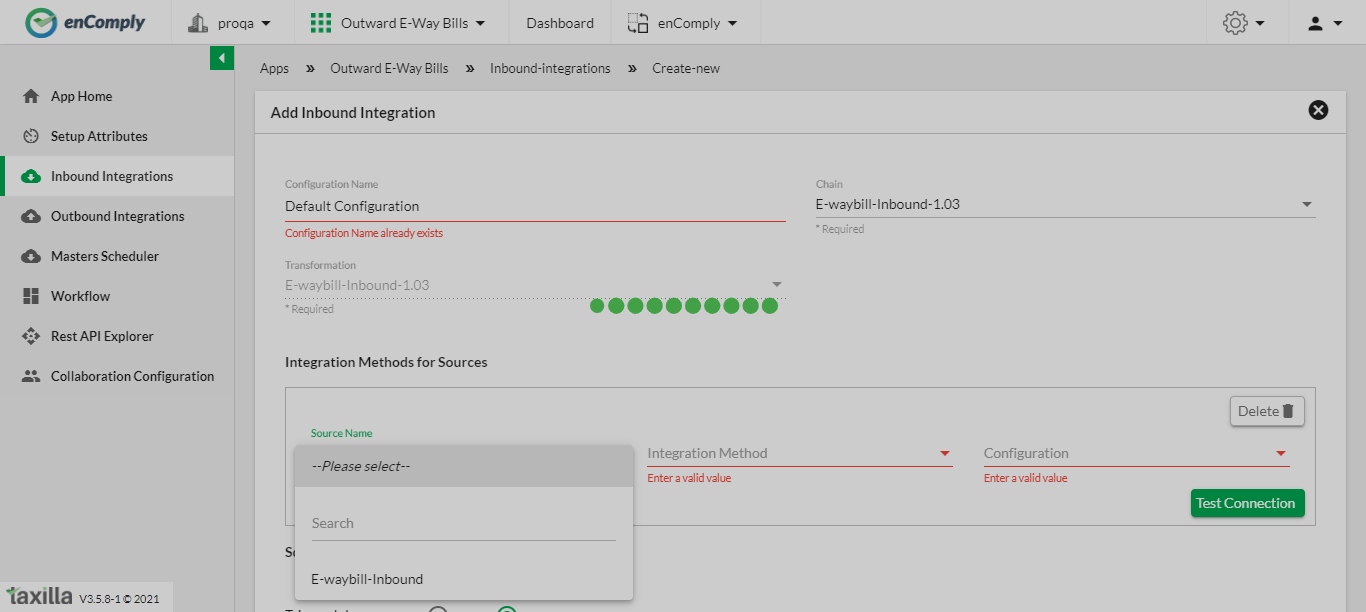 enComply proqa Outward E-Way Bills Dashboard enComply
Apps » Outward E-Way Bills » Inbound-integrations » Create-new
App Home
Setup Attributes
Inbound Integrations
Outbound Integrations
Masters Scheduler
Workflow
Rest API Explorer
Collaboration Configuration
taxilla V3.5.8-1 © 2021
Add Inbound Integration
Configuration Name
Default Configuration
Configuration Name already exists
Chain
E-waybill-Inbound-1.03
* Required
Transformation
E-waybill-Inbound-1.03
* Required
Integration Methods for Sources
Delete
Source Name
--Please select--
Search
E-waybill-Inbound
Integration Method
Enter a valid value
Configuration
Enter a valid value
Test Connection